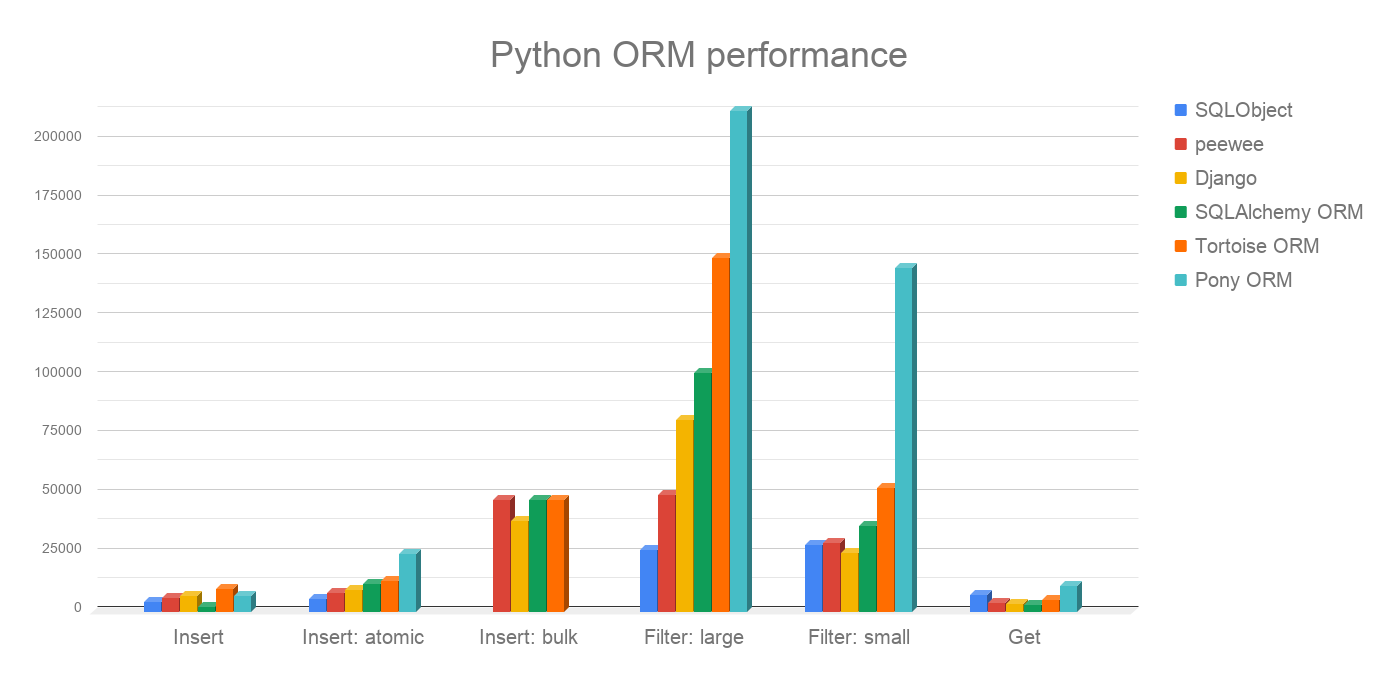 Python ORM performance
200000
175000
150000
125000
100000
75000
50000
25000
0
Insert
Insert: atomic
Insert: bulk
Filter: large
Filter: small
Get
SQLObject
peewee
Django
SQLAlchemy ORM
Tortoise ORM
Pony ORM